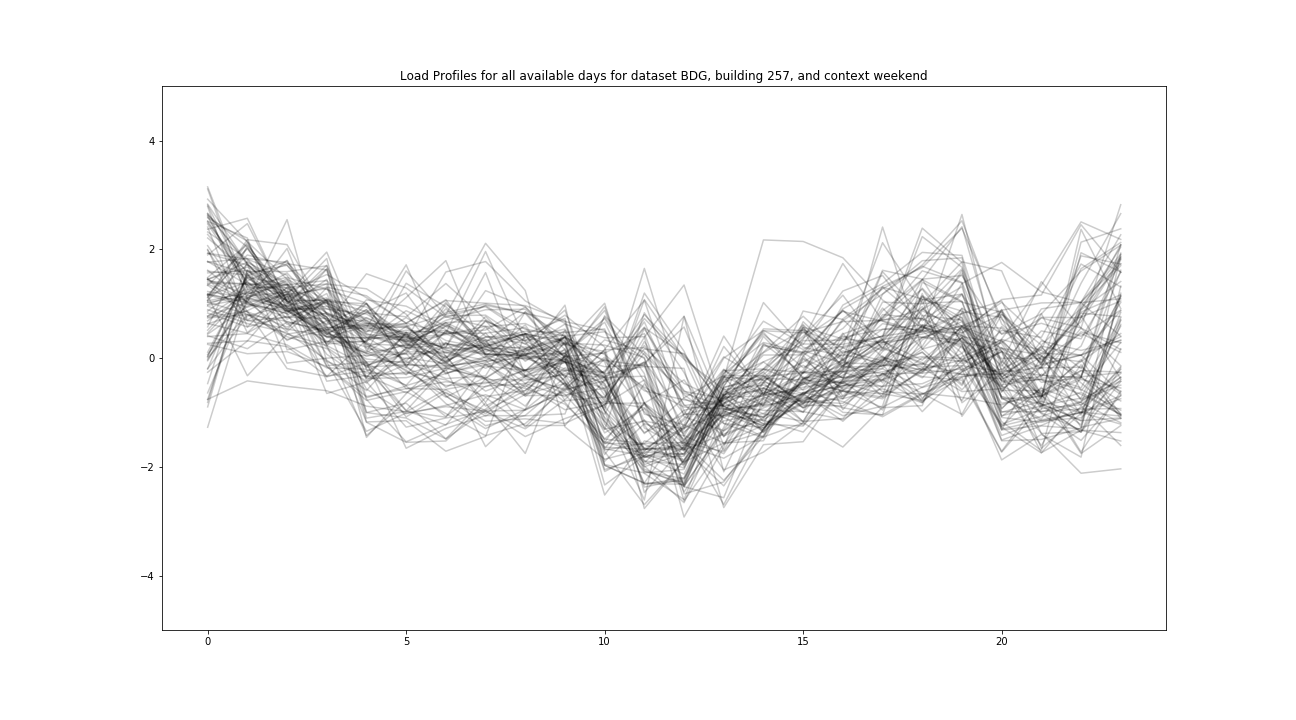 Load Profiles for all available days for dataset BDG, building 257, and context weekend
4
2
0
−2
−4
0 5 10 15 20